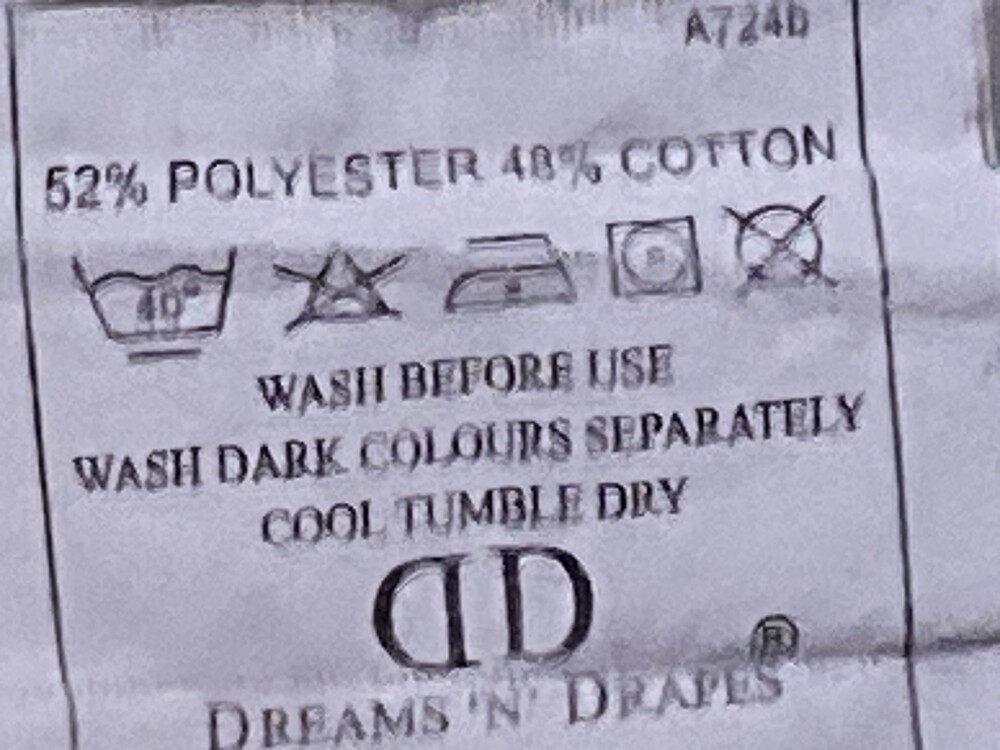 A724D
52% POLYESTER 48% COTTON
40°
WASH BEFORE USE
WASH DARK COLOURS SEPARATELY
COOL TUMBLE DRY
DD
®
DREAMS 'N' DRAPES